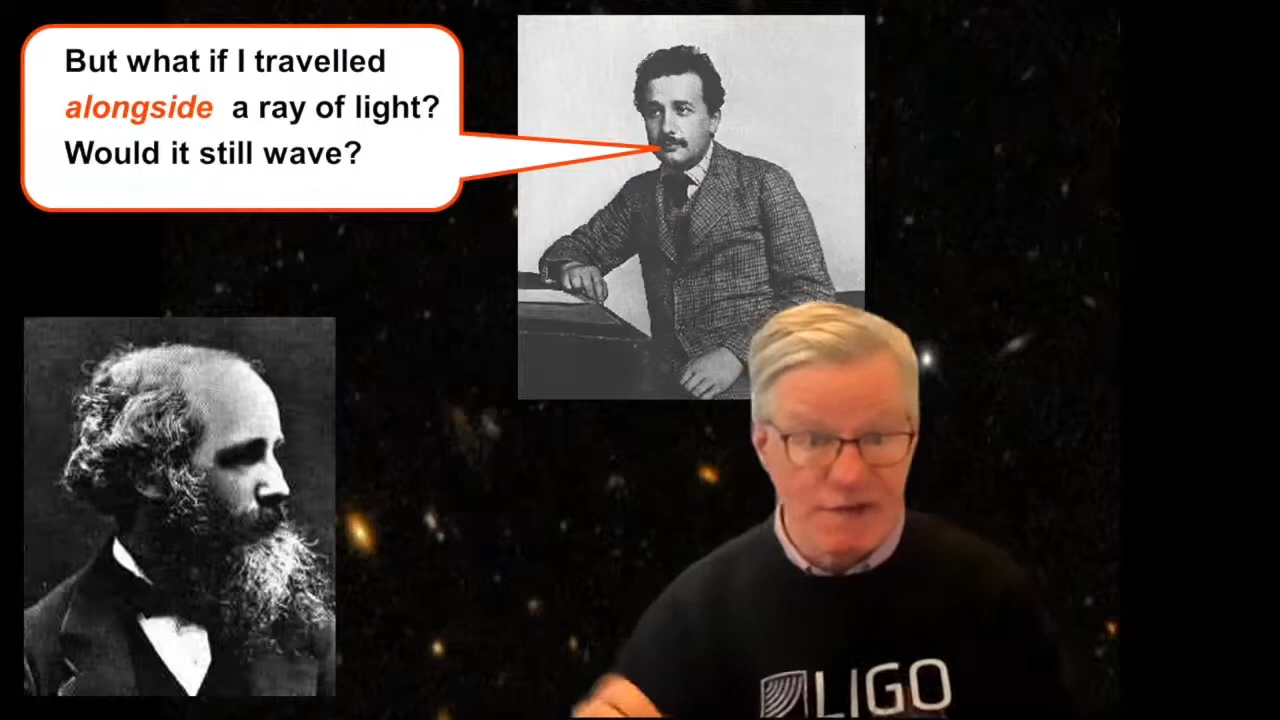 But what if I travelled
alongside a ray of light?
Would it still wave?
LIGO